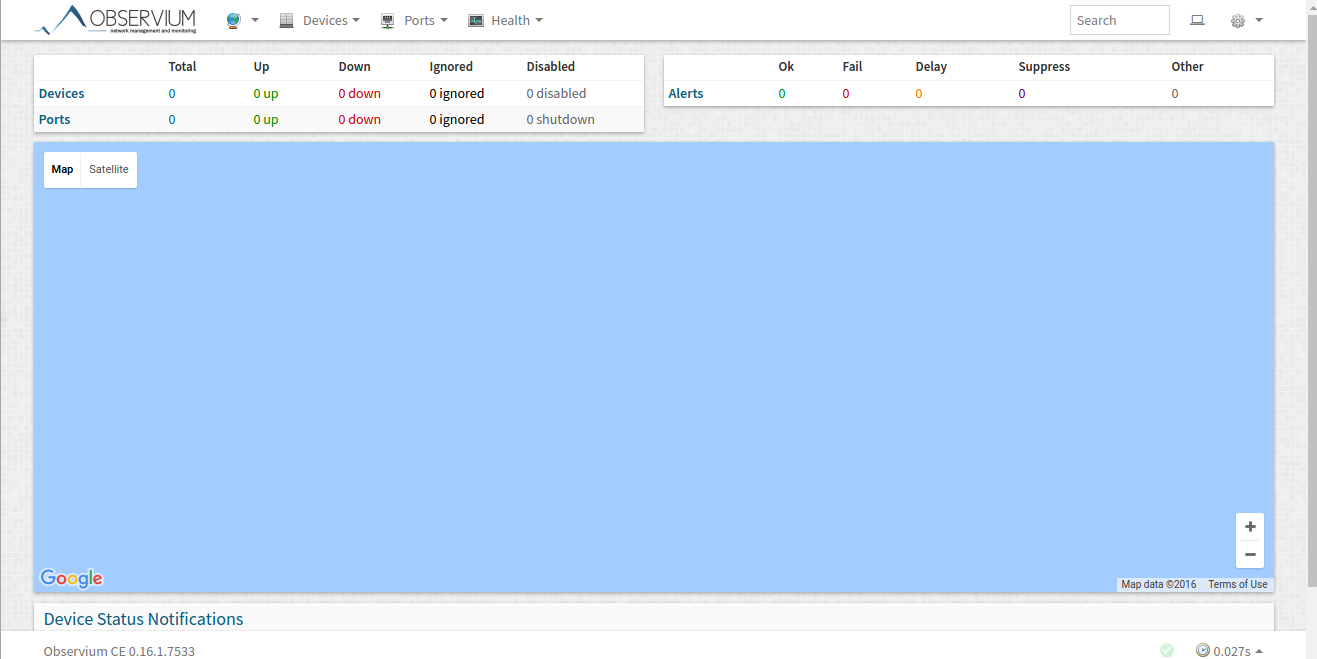 OBSERVIUM
network management and monitoring
Devices Ports Health Search
Total Up Down Ignored Disabled
Devices 0 0 up 0 down 0 ignored 0 disabled
Ports 0 0 up 0 down 0 ignored 0 shutdown
Ok Fail Delay Suppress Other
Alerts 0 0 0 0 0
Map Satellite
+
−
Google
Map data ©2016 Terms of Use
Device Status Notifications
Observium CE 0.16.1.7533 0.027s